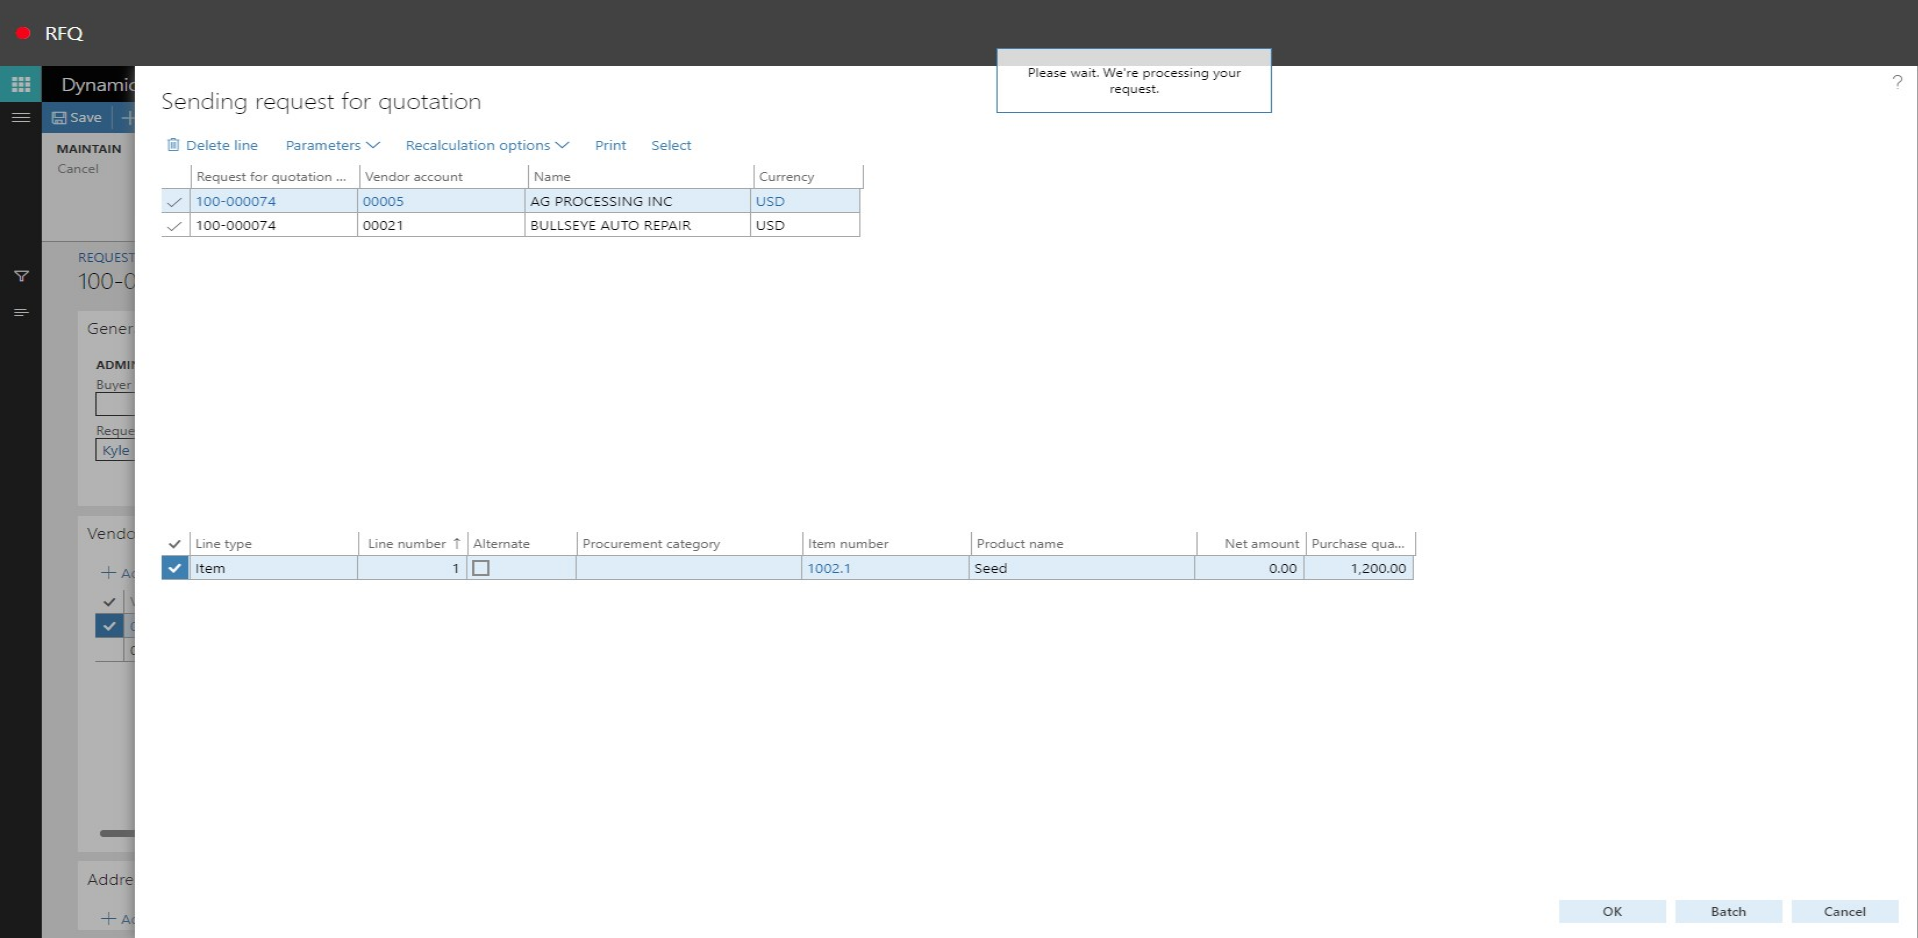 RFQ
Dynamic
Save
MAINTAIN
Cancel
REQUEST
100-0
Gener
ADMIN
Buyer
Reque
Kyle
Vendo
Ad
Addre
Ad
Sending request for quotation
Please wait. We're processing your
request.
?
Delete line Parameters Recalculation options Print Select
Request for quotation ... Vendor account Name Currency
100-000074 00005 AG PROCESSING INC USD
100-000074 00021 BULLSEYE AUTO REPAIR USD
Line type Line number ↑ Alternate Procurement category Item number Product name Net amount Purchase qua...
Item 1 1002.1 Seed 0.00 1,200.00
OK Batch Cancel